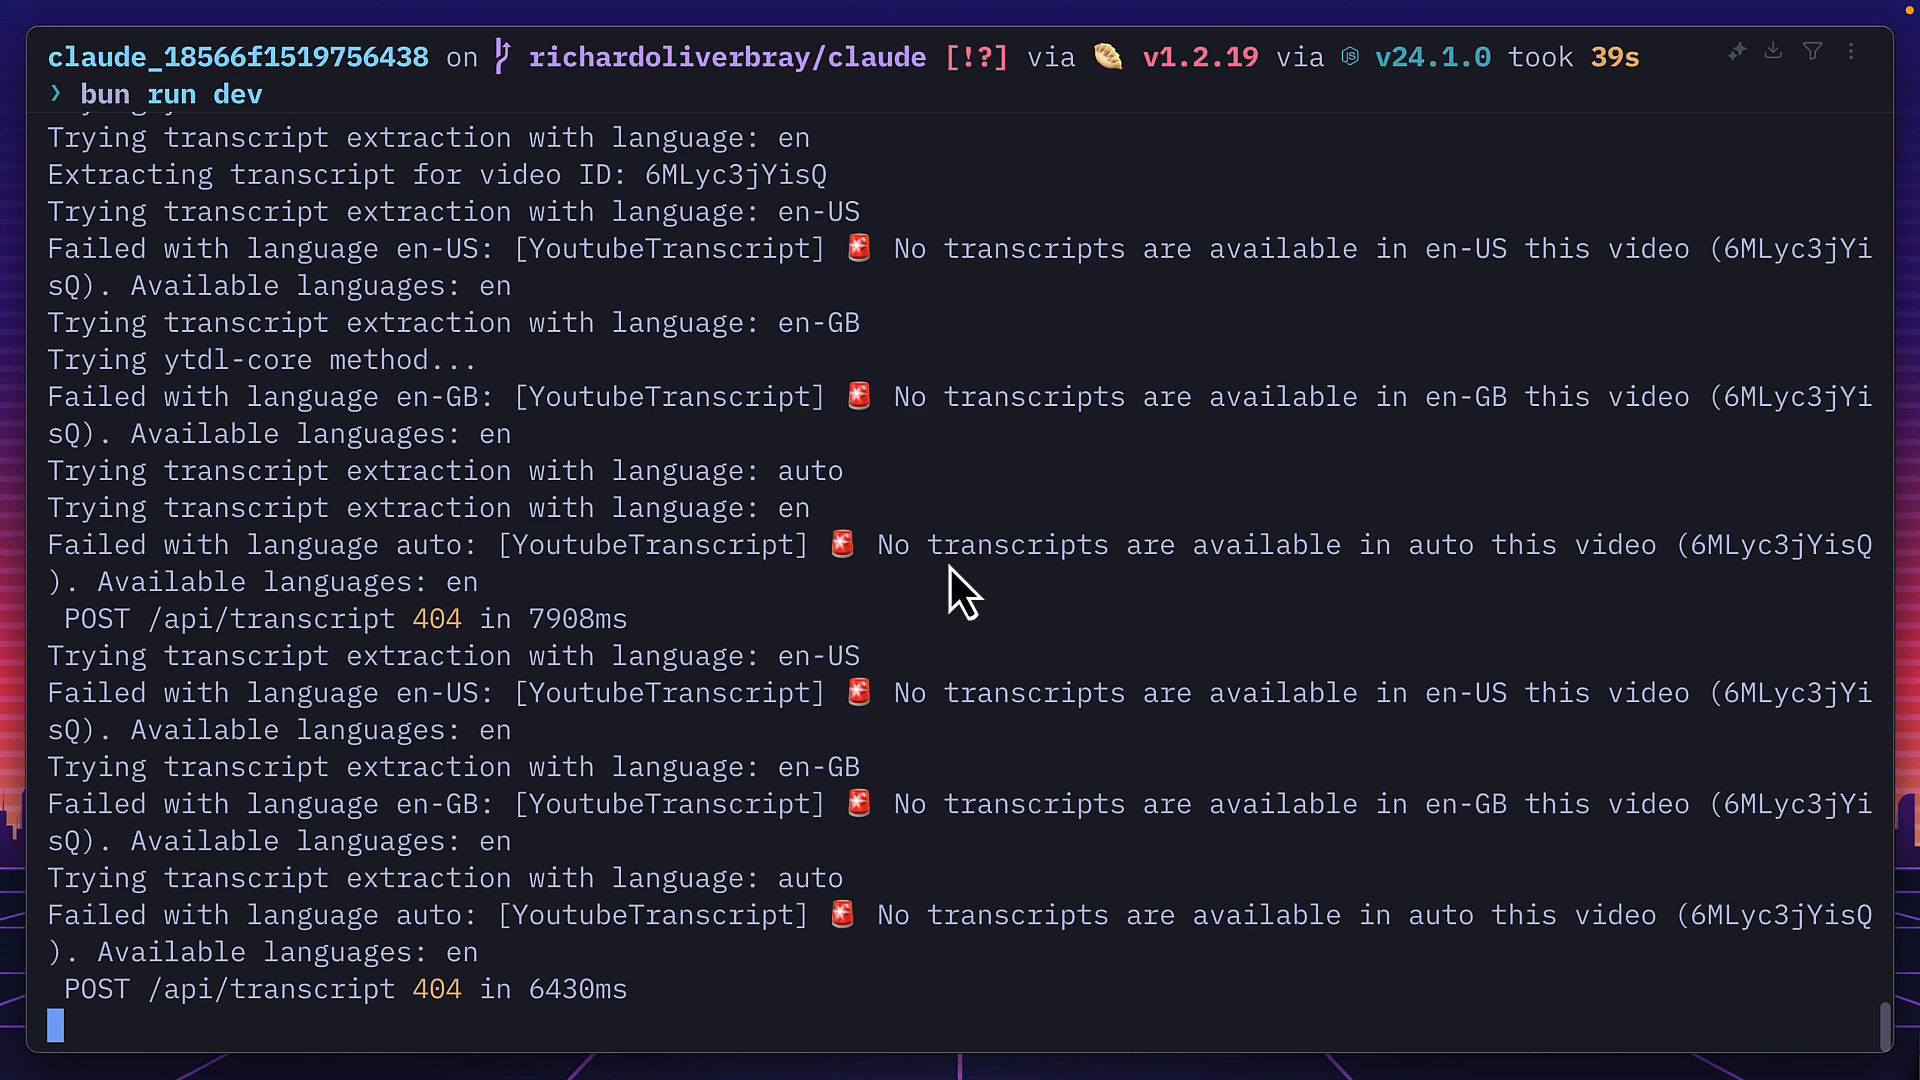 claude_18566f1519756438 on richardoliverbray/claude [!?] via v1.2.19 via v24.1.0 took 39s
› bun run dev
Trying transcript extraction with language: en
Extracting transcript for video ID: 6MLyc3jYisQ
Trying transcript extraction with language: en-US
Failed with language en-US: [YoutubeTranscript] 🚨 No transcripts are available in en-US this video (6MLyc3jYi
sQ). Available languages: en
Trying transcript extraction with language: en-GB
Trying ytdl-core method...
Failed with language en-GB: [YoutubeTranscript] 🚨 No transcripts are available in en-GB this video (6MLyc3jYi
sQ). Available languages: en
Trying transcript extraction with language: auto
Trying transcript extraction with language: en
Failed with language auto: [YoutubeTranscript] 🚨 No transcripts are available in auto this video (6MLyc3jYisQ
). Available languages: en
POST /api/transcript 404 in 7908ms
Trying transcript extraction with language: en-US
Failed with language en-US: [YoutubeTranscript] 🚨 No transcripts are available in en-US this video (6MLyc3jYi
sQ). Available languages: en
Trying transcript extraction with language: en-GB
Failed with language en-GB: [YoutubeTranscript] 🚨 No transcripts are available in en-GB this video (6MLyc3jYi
sQ). Available languages: en
Trying transcript extraction with language: auto
Failed with language auto: [YoutubeTranscript] 🚨 No transcripts are available in auto this video (6MLyc3jYisQ
). Available languages: en
POST /api/transcript 404 in 6430ms